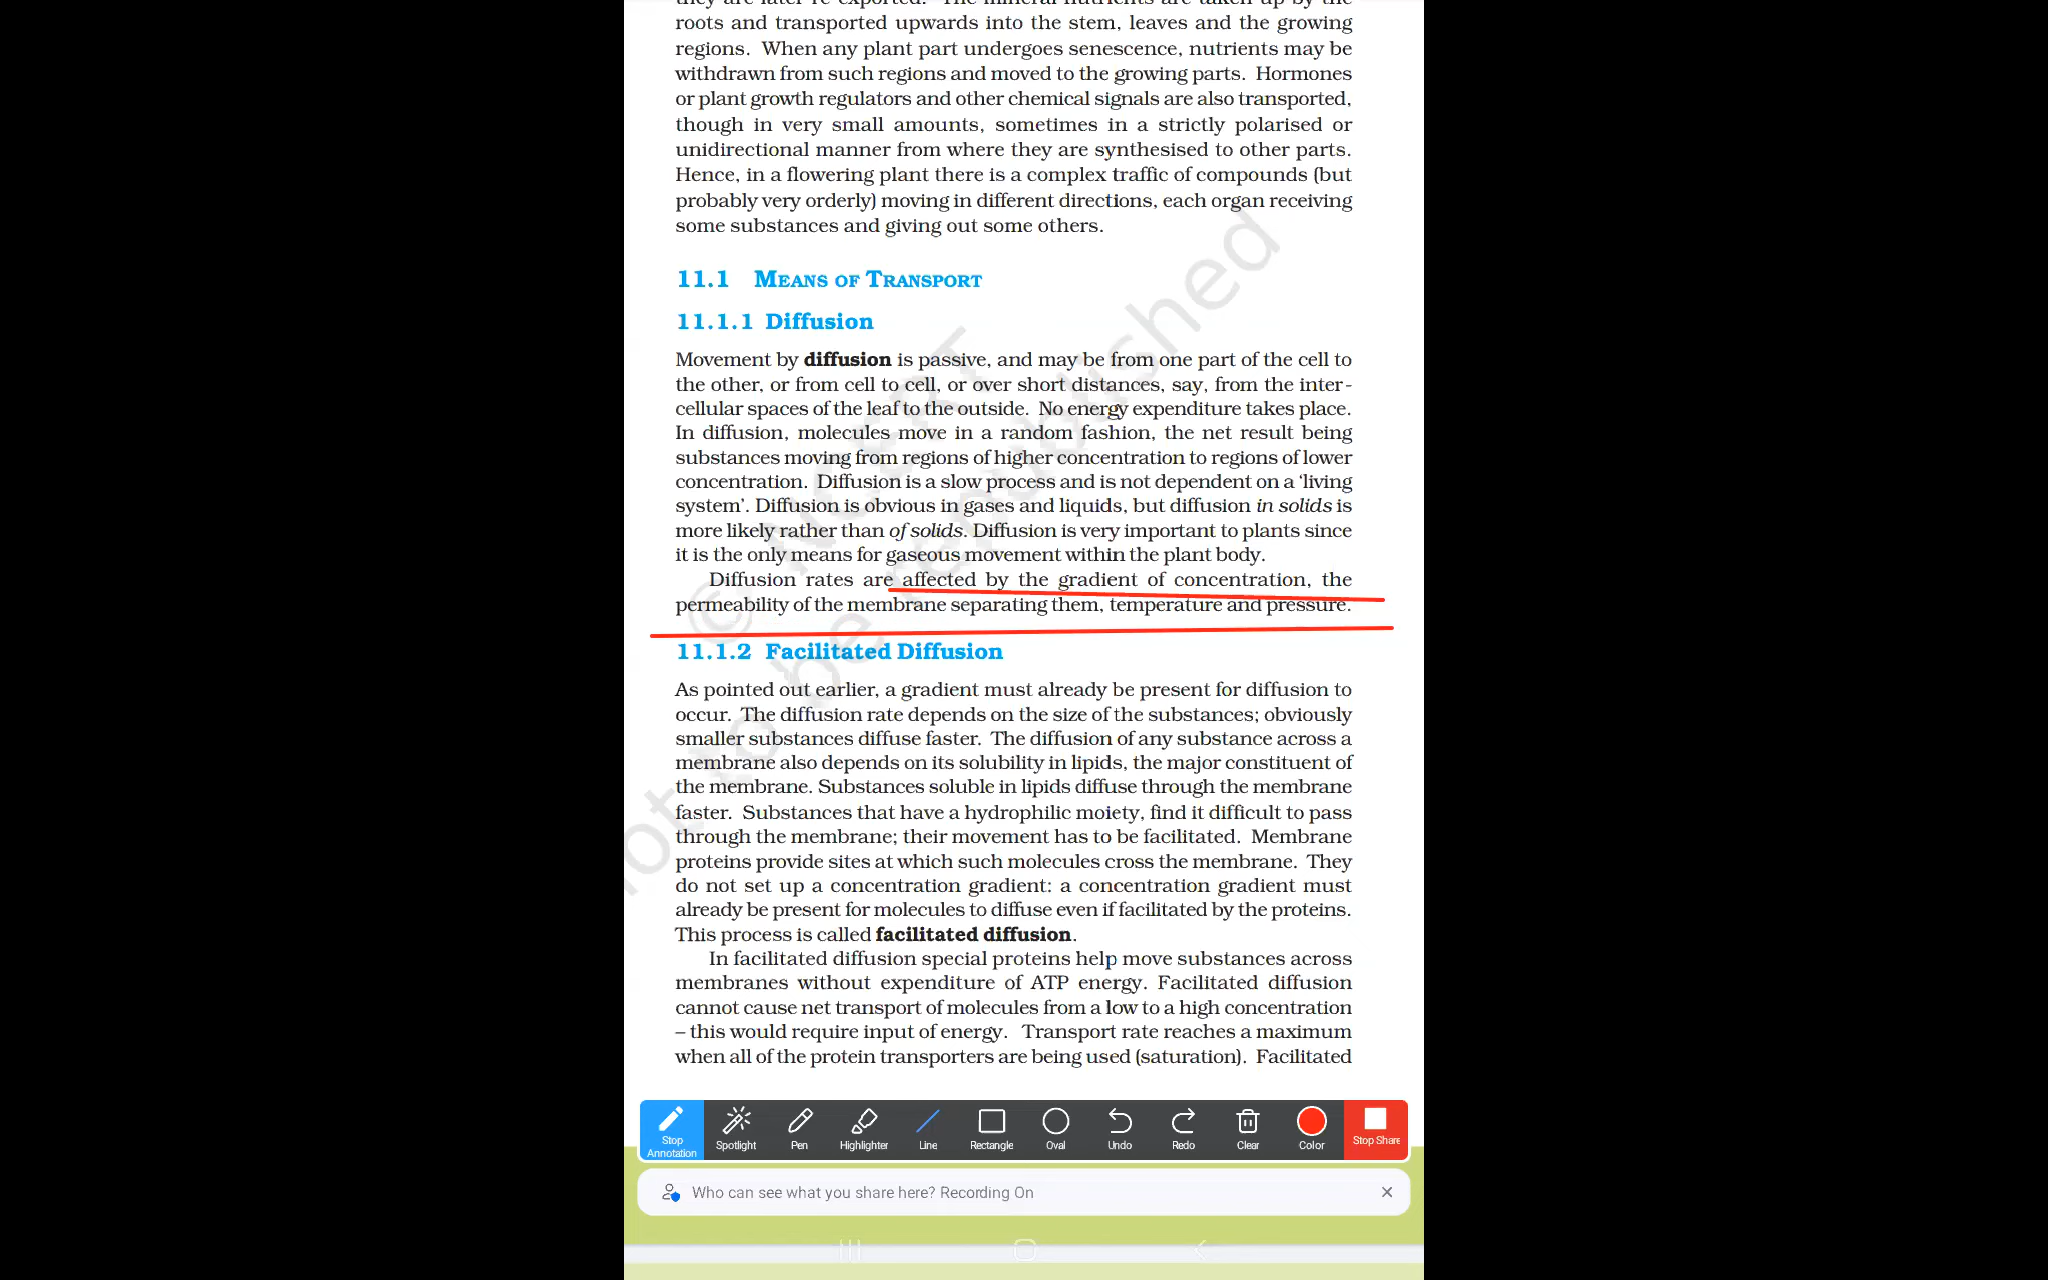 they are later re-exported. The mineral nutrients are taken up by the
roots and transported upwards into the stem, leaves and the growing
regions. When any plant part undergoes senescence, nutrients may be
withdrawn from such regions and moved to the growing parts. Hormones
or plant growth regulators and other chemical signals are also transported,
though in very small amounts, sometimes in a strictly polarised or
unidirectional manner from where they are synthesised to other parts.
Hence, in a flowering plant there is a complex traffic of compounds (but
probably very orderly) moving in different directions, each organ receiving
some substances and giving out some others.
11.1 MEANS OF TRANSPORT
11.1.1 Diffusion
Movement by diffusion is passive, and may be from one part of the cell to
the other, or from cell to cell, or over short distances, say, from the inter-
cellular spaces of the leaf to the outside. No energy expenditure takes place.
In diffusion, molecules move in a random fashion, the net result being
substances moving from regions of higher concentration to regions of lower
concentration. Diffusion is a slow process and is not dependent on a ‘living
system’. Diffusion is obvious in gases and liquids, but diffusion in solids is
more likely rather than of solids. Diffusion is very important to plants since
it is the only means for gaseous movement within the plant body.
Diffusion rates are affected by the gradient of concentration, the
permeability of the membrane separating them, temperature and pressure.
11.1.2 Facilitated Diffusion
As pointed out earlier, a gradient must already be present for diffusion to
occur. The diffusion rate depends on the size of the substances; obviously
smaller substances diffuse faster. The diffusion of any substance across a
membrane also depends on its solubility in lipids, the major constituent of
the membrane. Substances soluble in lipids diffuse through the membrane
faster. Substances that have a hydrophilic moiety, find it difficult to pass
through the membrane; their movement has to be facilitated. Membrane
proteins provide sites at which such molecules cross the membrane. They
do not set up a concentration gradient: a concentration gradient must
already be present for molecules to diffuse even if facilitated by the proteins.
This process is called facilitated diffusion.
In facilitated diffusion special proteins help move substances across
membranes without expenditure of ATP energy. Facilitated diffusion
cannot cause net transport of molecules from a low to a high concentration
– this would require input of energy. Transport rate reaches a maximum
when all of the protein transporters are being used (saturation). Facilitated
© NCERT
not to be republished
Stop Annotation Spotlight Pen Highlighter Line Rectangle Oval Undo Redo Clear Color Stop Share
Who can see what you share here? Recording On